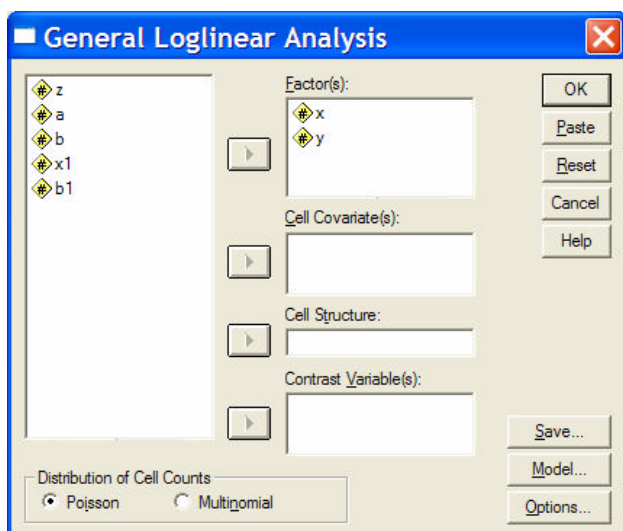 General Loglinear Analysis
z
a
b
x1
b1
Factor(s):
x
y
Cell Covariate(s):
Cell Structure:
Contrast Variable(s):
OK
Paste
Reset
Cancel
Help
Save...
Model...
Options...
Distribution of Cell Counts
Poisson
Multinomial